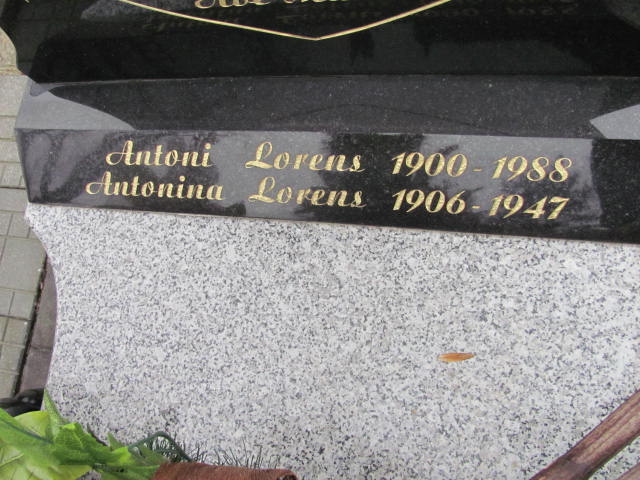 Antoni Lorens 1900 - 1988
Antonina Lorens 1906 - 1947